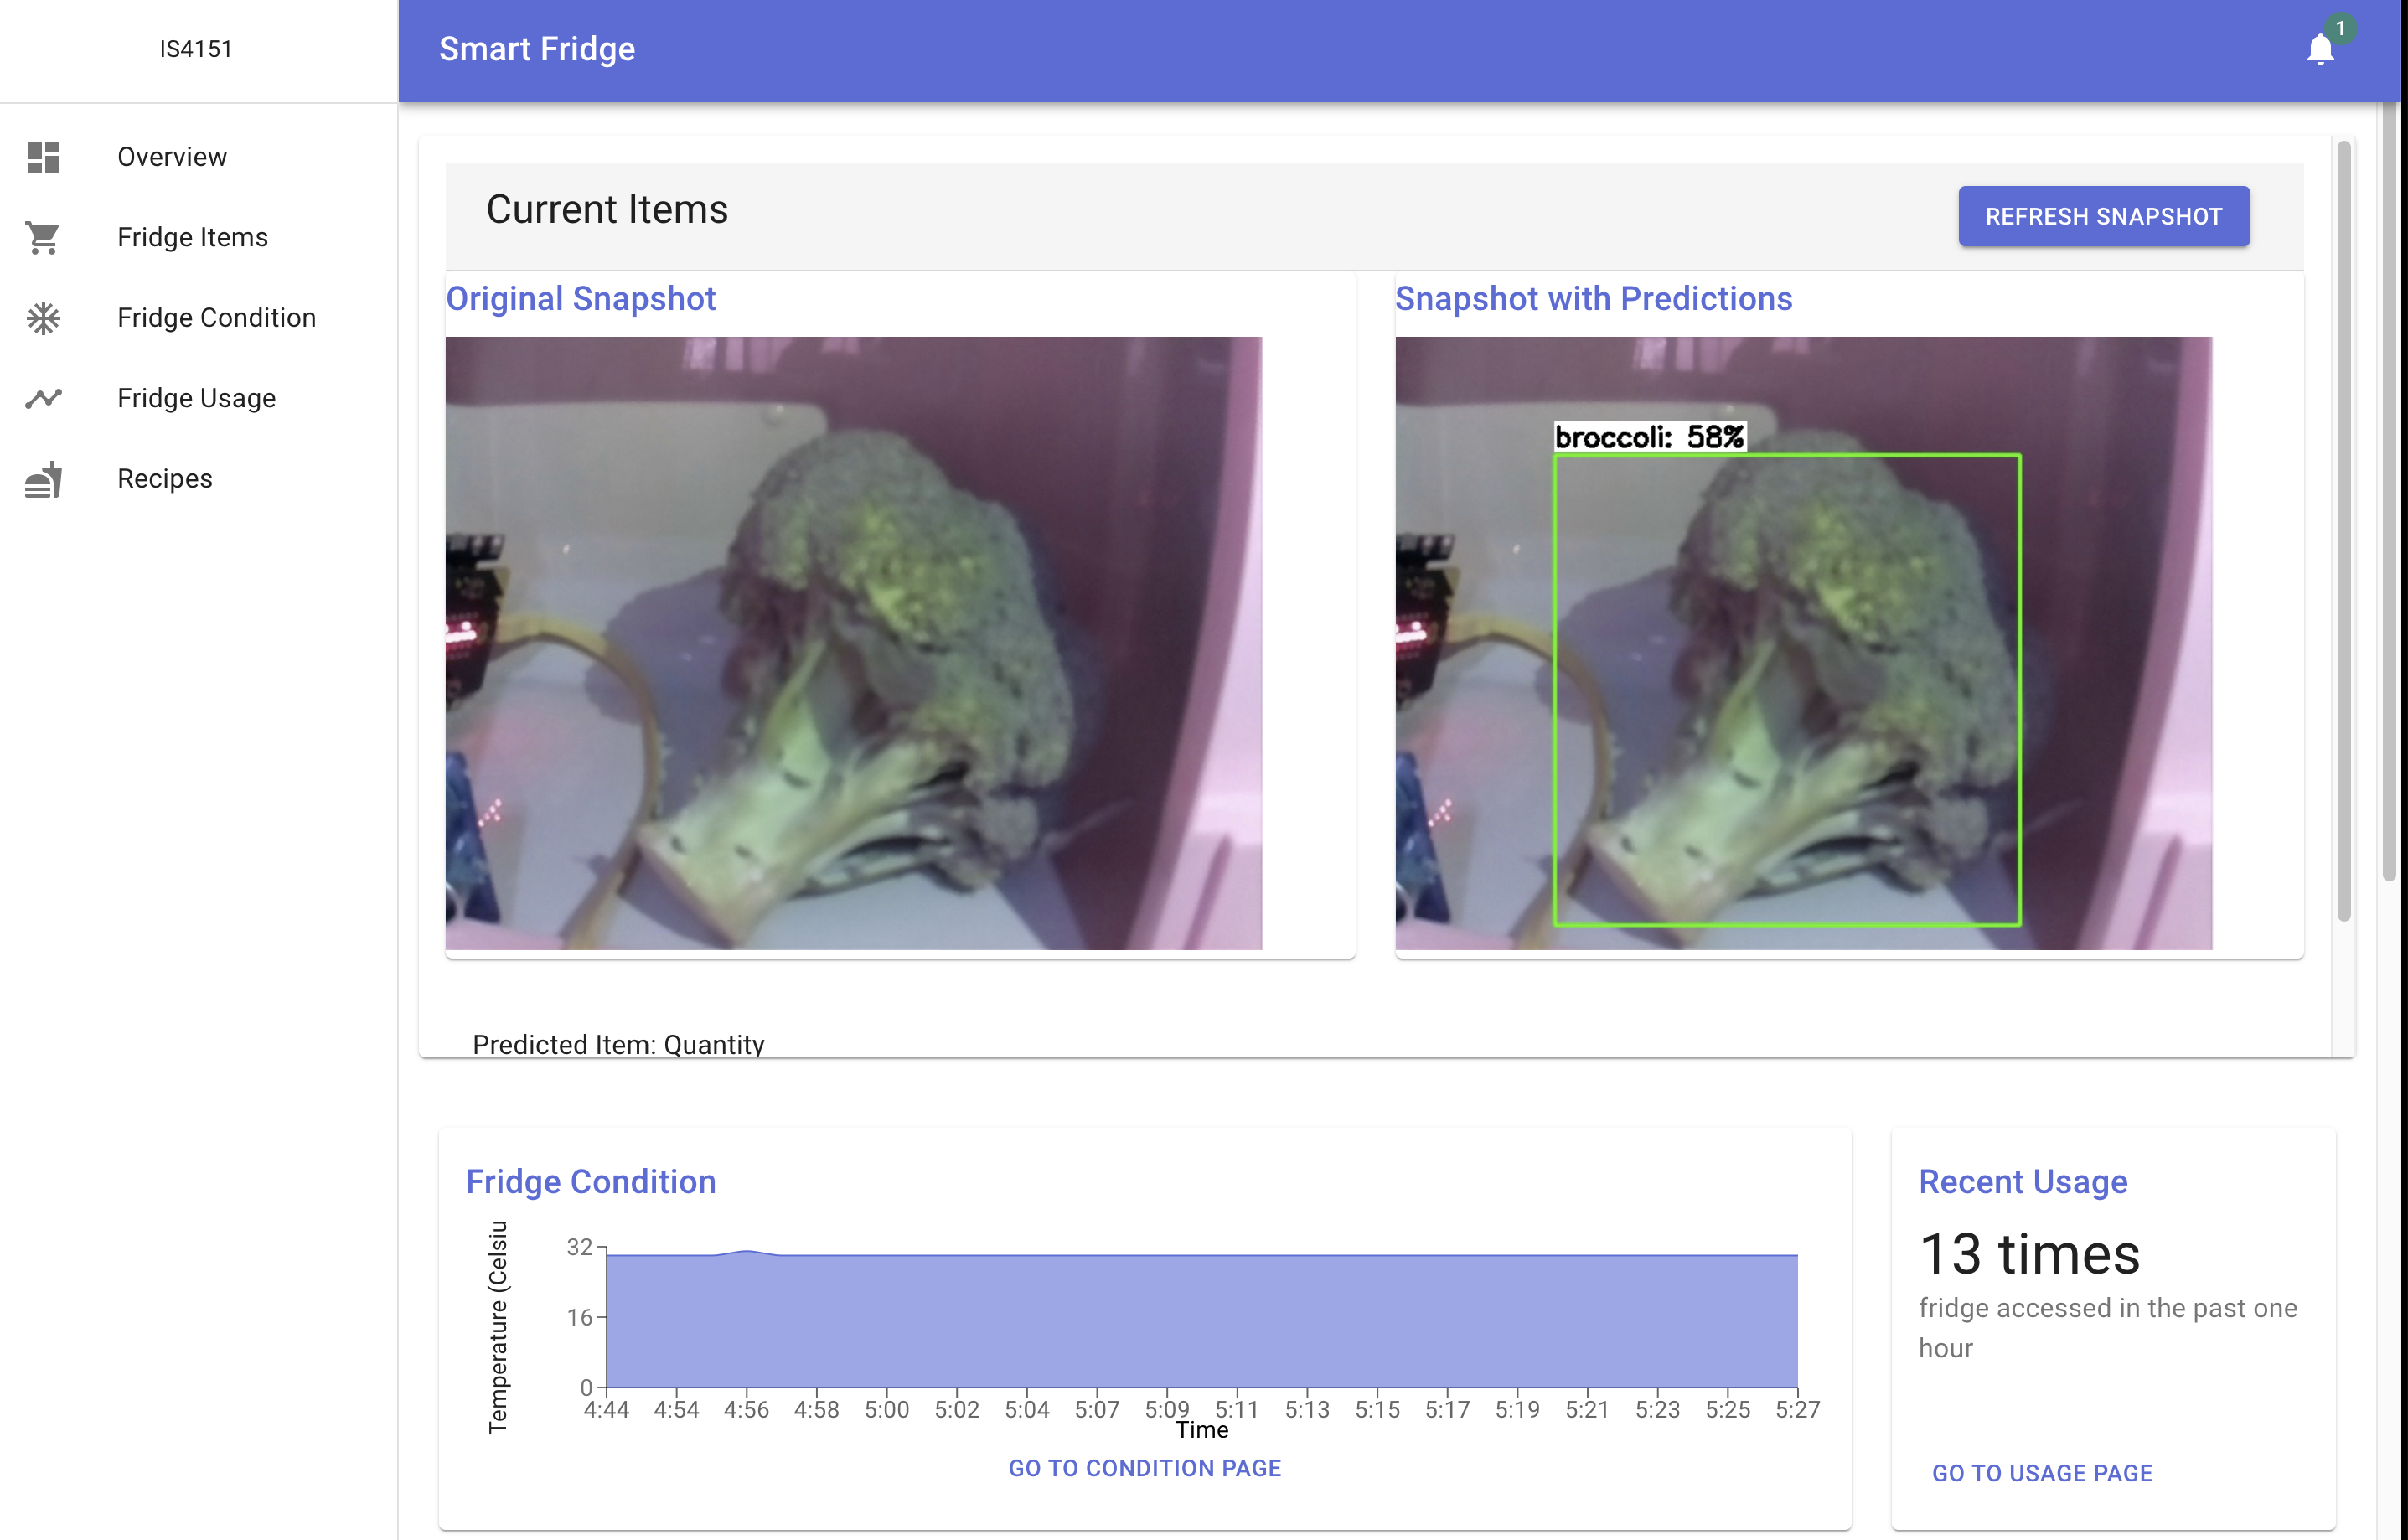 IS4151
Smart Fridge
1
Overview
Fridge Items
Fridge Condition
Fridge Usage
Recipes
Current Items
REFRESH SNAPSHOT
Original Snapshot
Snapshot with Predictions
broccoli: 58%
Predicted Item: Quantity
Fridge Condition
Temperature (Celsiu
32
16
0
4:44 4:54 4:56 4:58 5:00 5:02 5:04 5:07 5:09 5:11 5:13 5:15 5:17 5:19 5:21 5:23 5:25 5:27
Time
GO TO CONDITION PAGE
Recent Usage
13 times
fridge accessed in the past one
hour
GO TO USAGE PAGE